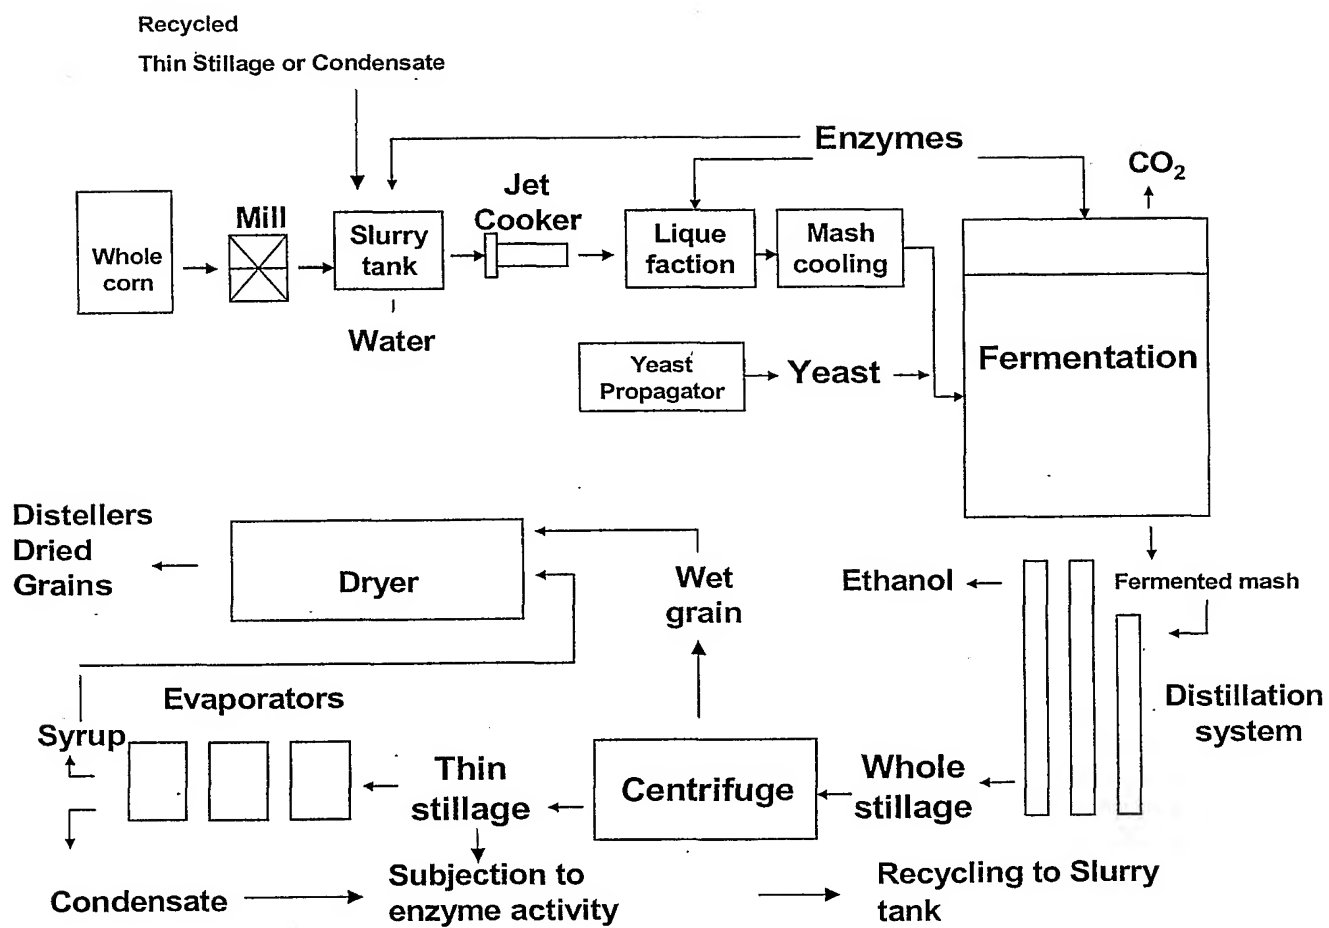 Recycled
Thin Stillage or Condensate
Enzymes
CO₂
Jet
Cooker
Mill
Whole
corn
Slurry
tank
Lique
faction
Mash
cooling
Water
Yeast
Propagator
Yeast
Fermentation
Distellers
Dried
Grains
Dryer
Wet
grain
Ethanol
Fermented mash
Distillation
system
Evaporators
Syrup
Thin
stillage
Centrifuge
Whole
stillage
Condensate
Subjection to
enzyme activity
Recycling to Slurry
tank